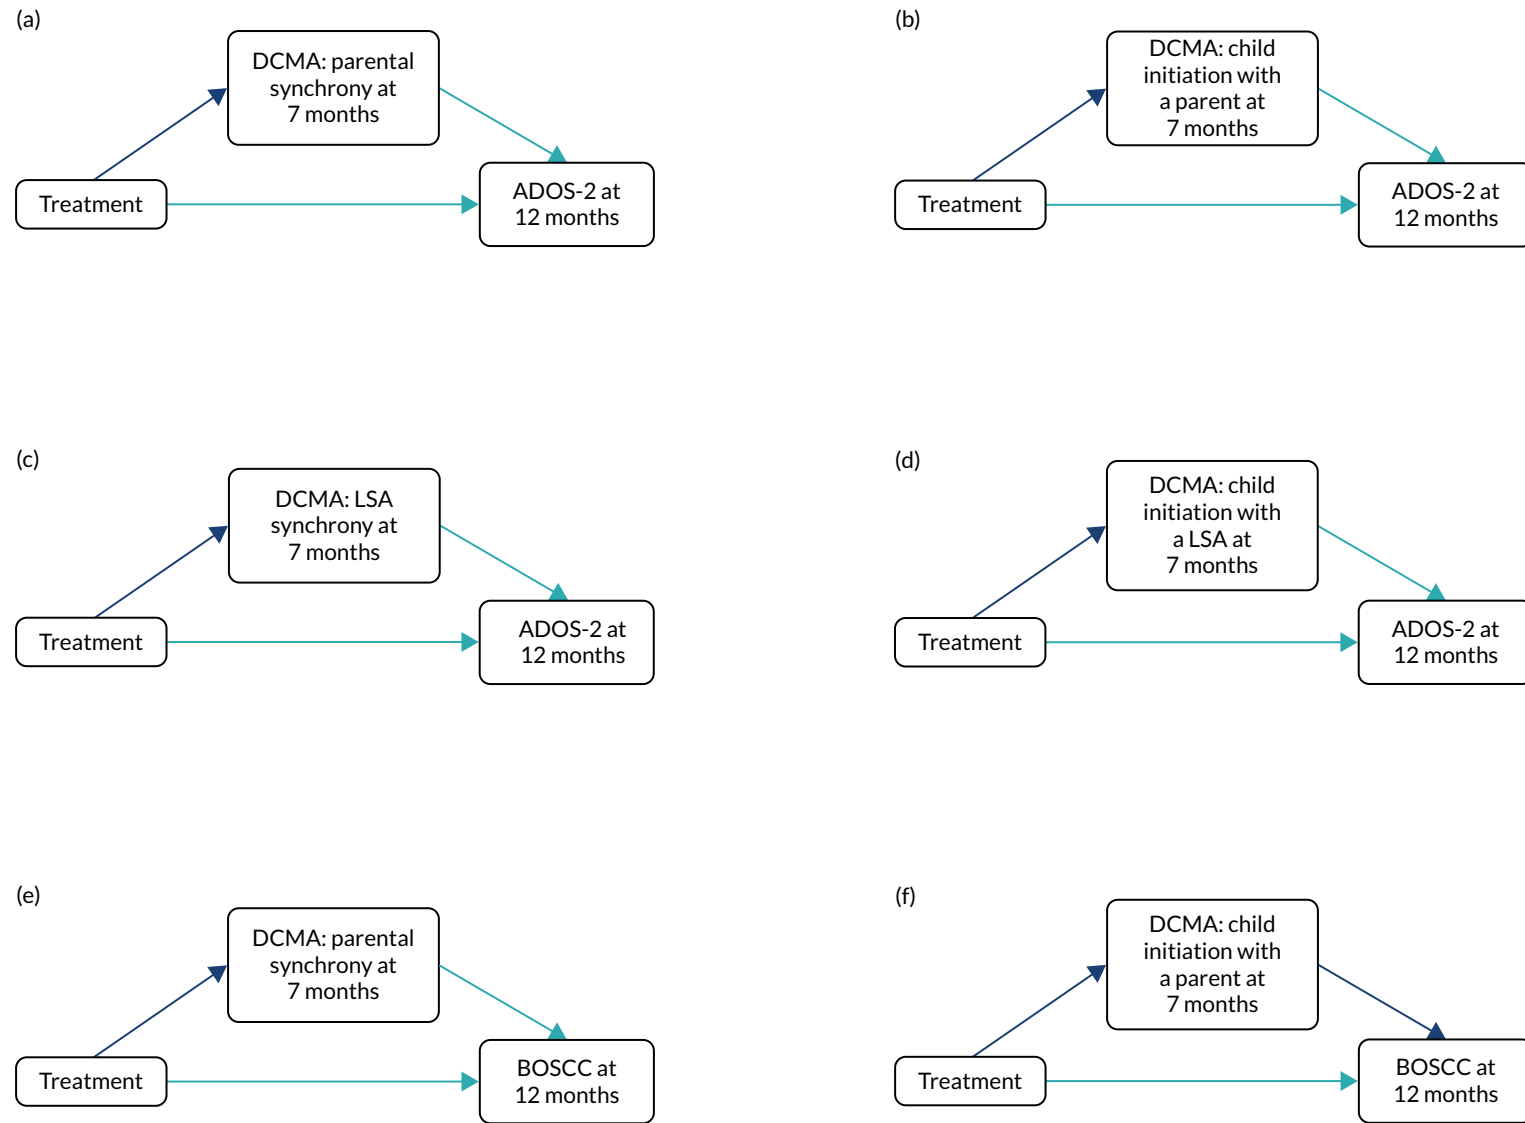 (a)
DCMA: parental
synchrony at
7 months
Treatment
ADOS-2 at
12 months
(b)
DCMA: child
initiation with
a parent at
7 months
Treatment
ADOS-2 at
12 months
(c)
DCMA: LSA
synchrony at
7 months
Treatment
ADOS-2 at
12 months
(d)
DCMA: child
initiation with
a LSA at
7 months
Treatment
ADOS-2 at
12 months
(e)
DCMA: parental
synchrony at
7 months
Treatment
BOSCC at
12 months
(f)
DCMA: child
initiation with
a parent at
7 months
Treatment
BOSCC at
12 months